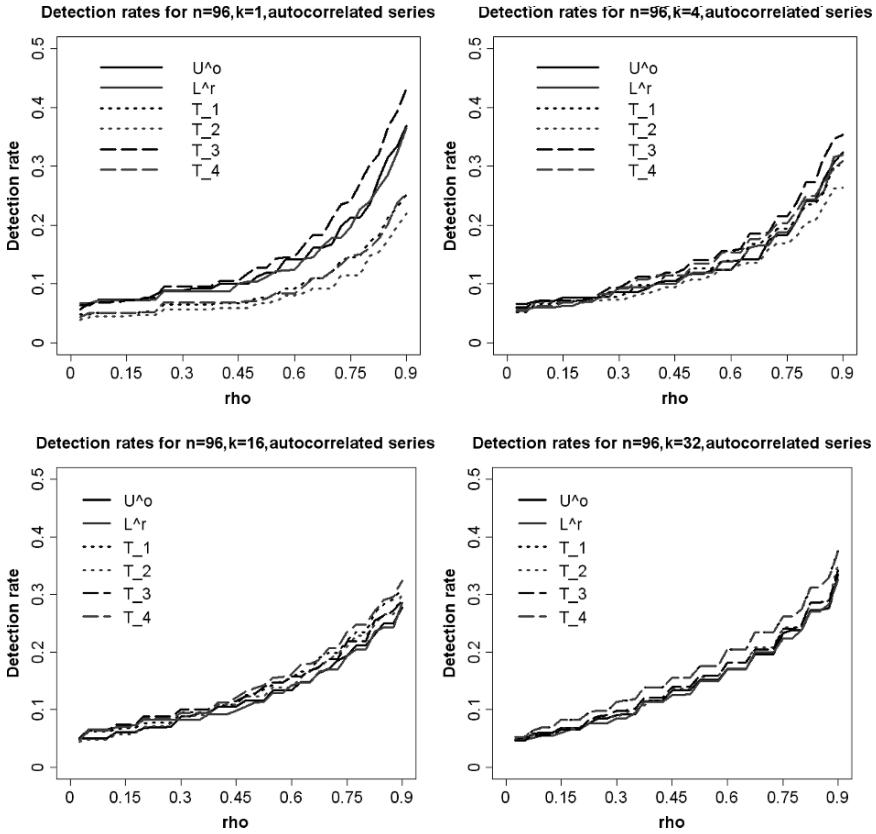 Detection rates for n=96,k=1,autocorrelated series
0.5
0.4
0.3
0.2
0.1
0
Detection rate
U^o
L^r
T_1
T_2
T_3
T_4
0 0.15 0.3 0.45 0.6 0.75 0.9
rho
Detection rates for n=96,k=4,autocorrelated series
0.5
0.4
0.3
0.2
0.1
0
Detection rate
U^o
L^r
T_1
T_2
T_3
T_4
0 0.15 0.3 0.45 0.6 0.75 0.9
rho
Detection rates for n=96,k=16,autocorrelated series
0.5
0.4
0.3
0.2
0.1
0
Detection rate
U^o
L^r
T_1
T_2
T_3
T_4
0 0.15 0.3 0.45 0.6 0.75 0.9
rho
Detection rates for n=96,k=32,autocorrelated series
0.5
0.4
0.3
0.2
0.1
0
Detection rate
U^o
L^r
T_1
T_2
T_3
T_4
0 0.15 0.3 0.45 0.6 0.75 0.9
rho